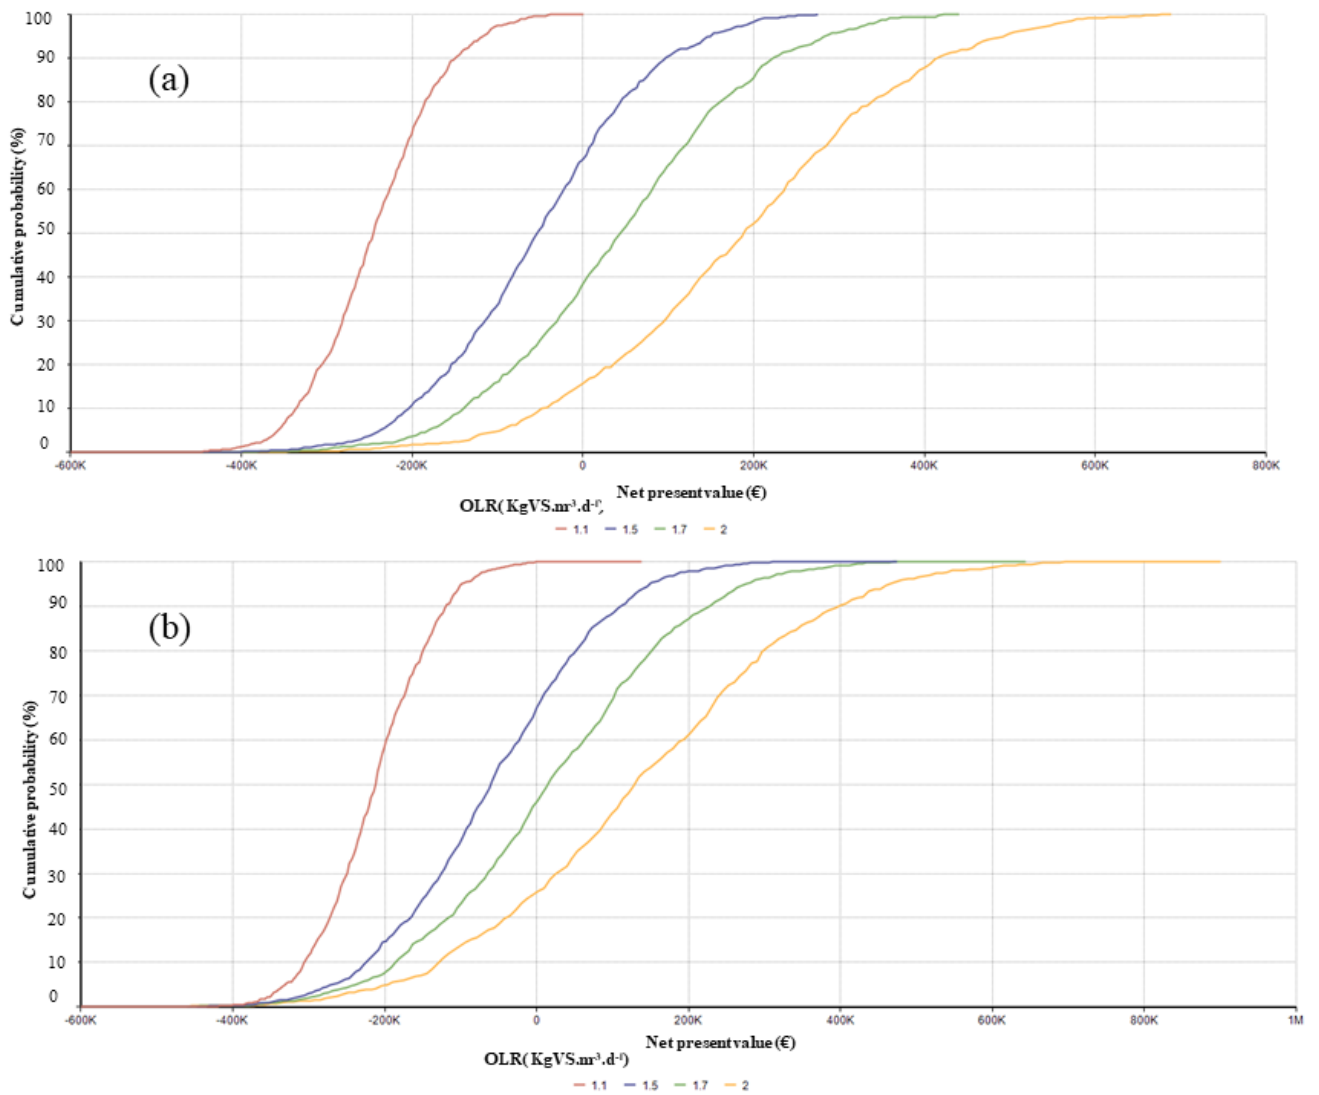 (a)
Cumulative probability (%)
100
90
80
70
60
50
40
30
20
10
0
-600K -400K -200K 0 200K 400K 600K 800K
Net present value (€)
OLR( KgVS.m³.d⁻¹,
1.1 1.5 1.7 2
(b)
Cumulative probability (%)
100
90
80
70
60
50
40
30
20
10
0
-600K -400K -200K 0 200K 400K 600K 800K 1M
Net present value (€)
OLR( KgVS.m³.d⁻¹)
1.1 1.5 1.7 2